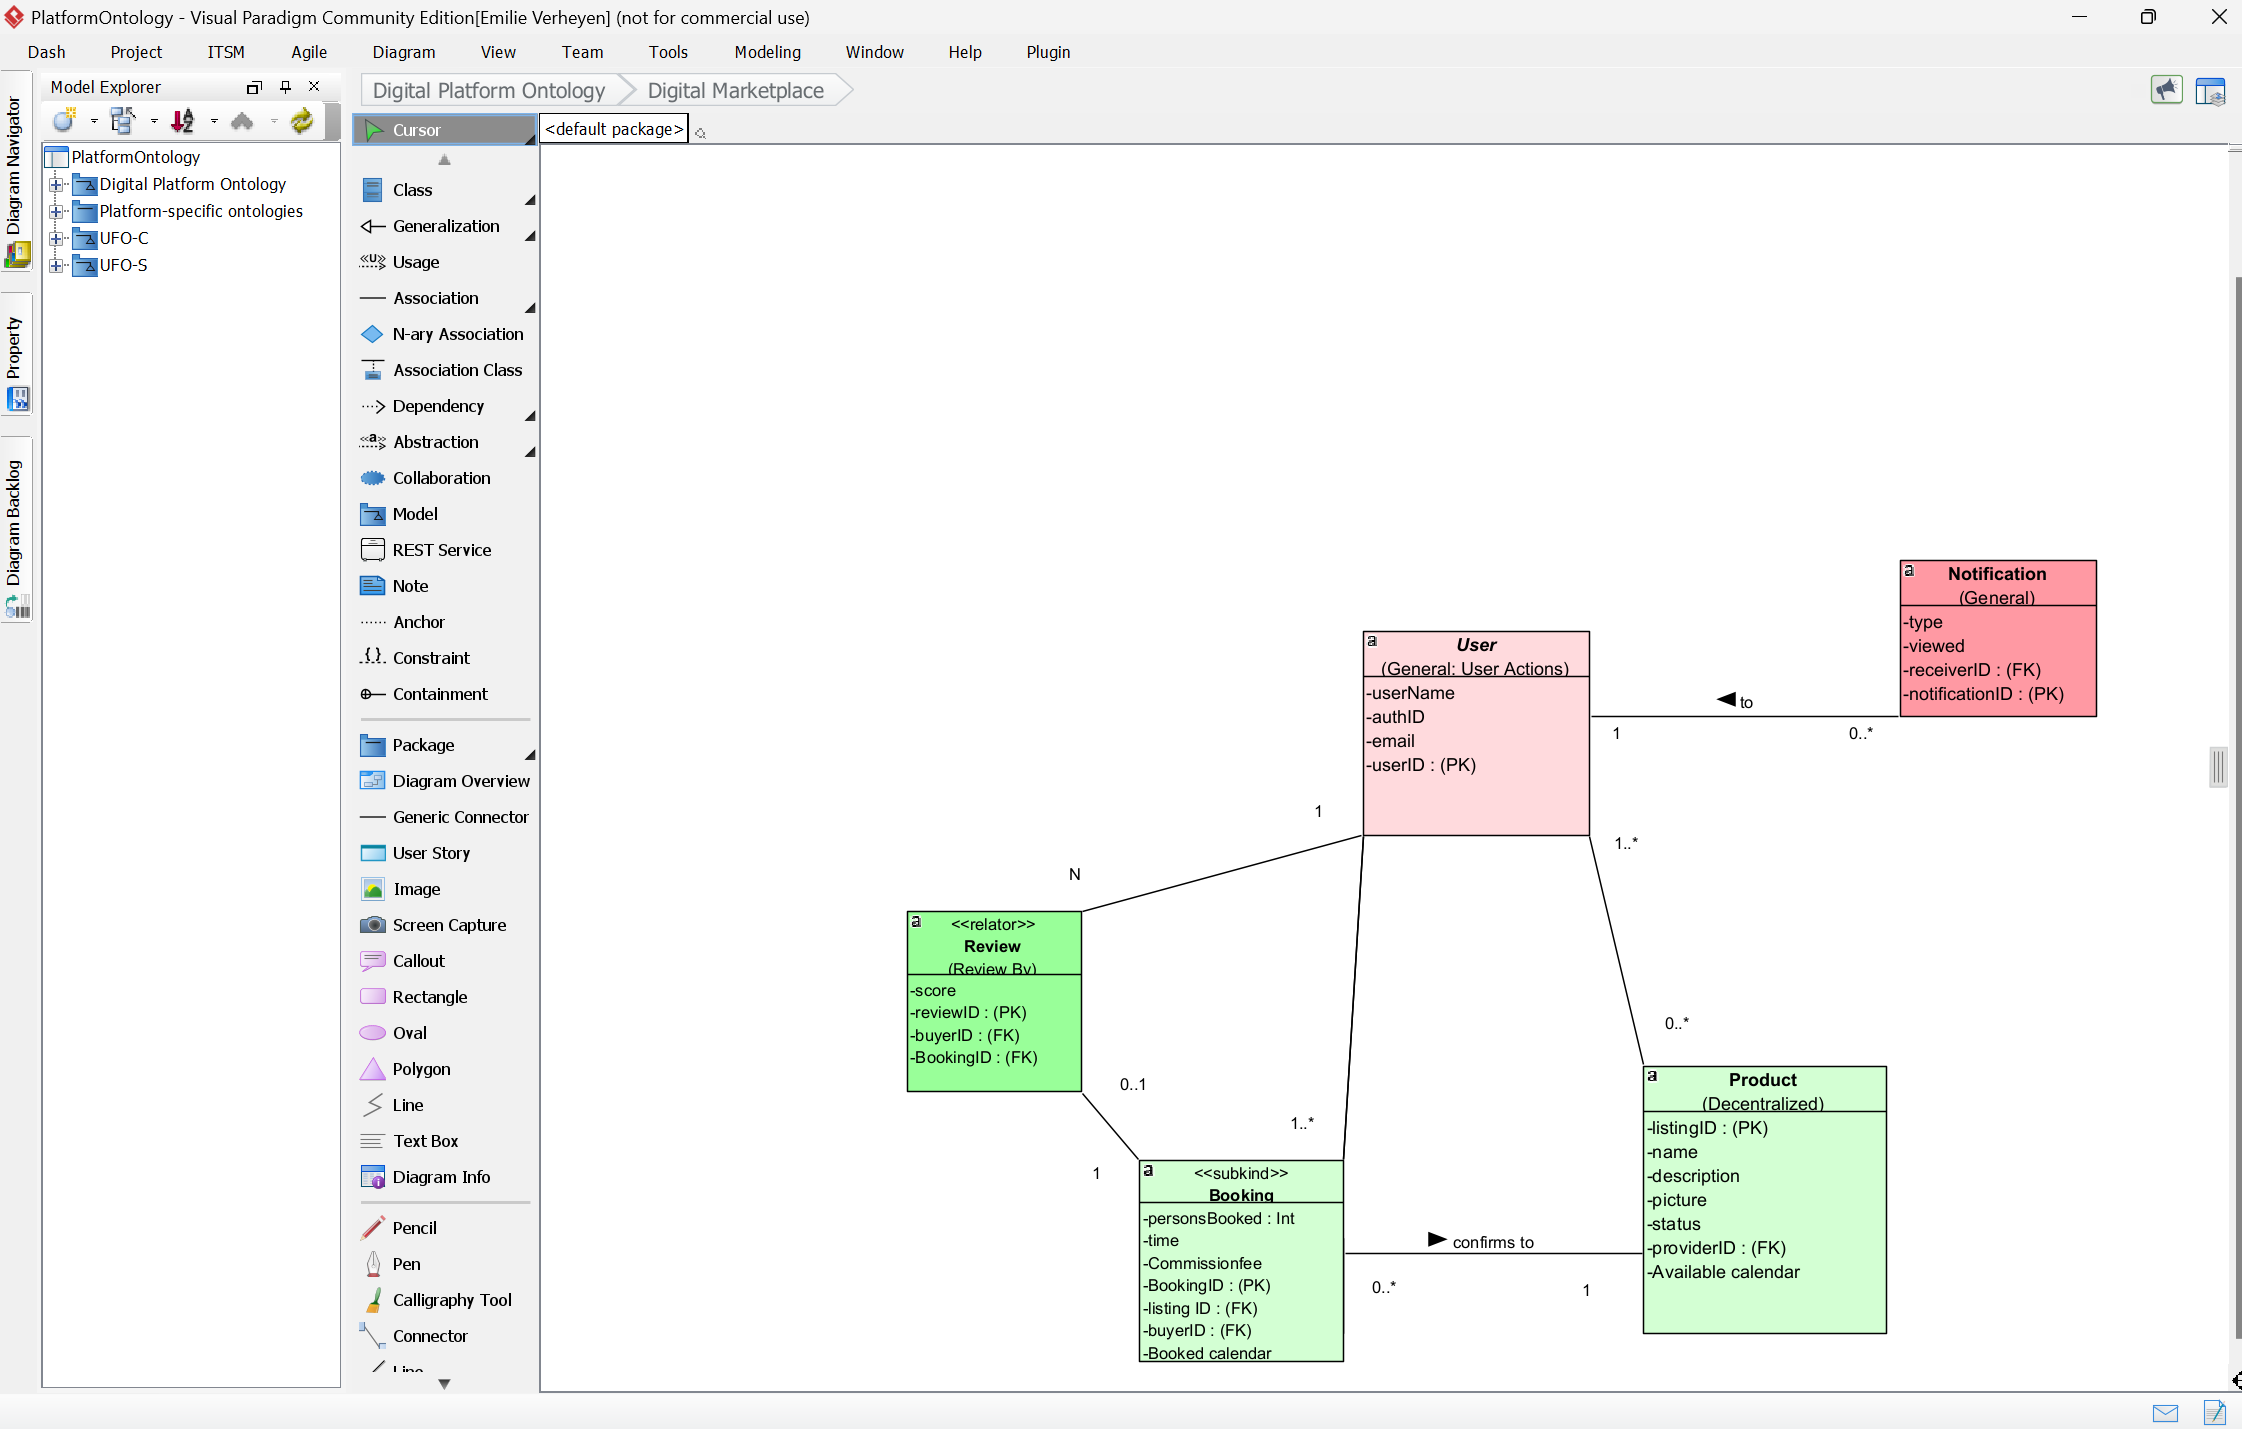 PlatformOntology - Visual Paradigm Community Edition[Emilie Verheyen] (not for commercial use)
Dash Project ITSM Agile Diagram View Team Tools Modeling Window Help Plugin
Diagram Navigator
Property
Diagram Backlog
Model Explorer
PlatformOntology
Digital Platform Ontology
Platform-specific ontologies
UFO-C
UFO-S
Digital Platform Ontology
Digital Marketplace
Cursor
<default package>
Class
Generalization
«U» Usage
Association
N-ary Association
Association Class
Dependency
«a» Abstraction
Collaboration
Model
REST Service
Note
Anchor
{} Constraint
Containment
Package
Diagram Overview
Generic Connector
User Story
Image
Screen Capture
Callout
Rectangle
Oval
Polygon
Line
Text Box
Diagram Info
Pencil
Pen
Calligraphy Tool
Connector
Line
a Notification
(General)
-type
-viewed
-receiverID : (FK)
-notificationID : (PK)
a User
(General: User Actions)
-userName
-authID
-email
-userID : (PK)
to
1
0..*
1
N
1..*
0..*
a <<relator>>
Review
(Review By)
-score
-reviewID : (PK)
-buyerID : (FK)
-BookingID : (FK)
0..1
1
1..*
a <<subkind>>
Booking
-personsBooked : Int
-time
-Commissionfee
-BookingID : (PK)
-listing ID : (FK)
-buyerID : (FK)
-Booked calendar
confirms to
0..*
1
a Product
(Decentralized)
-listingID : (PK)
-name
-description
-picture
-status
-providerID : (FK)
-Available calendar